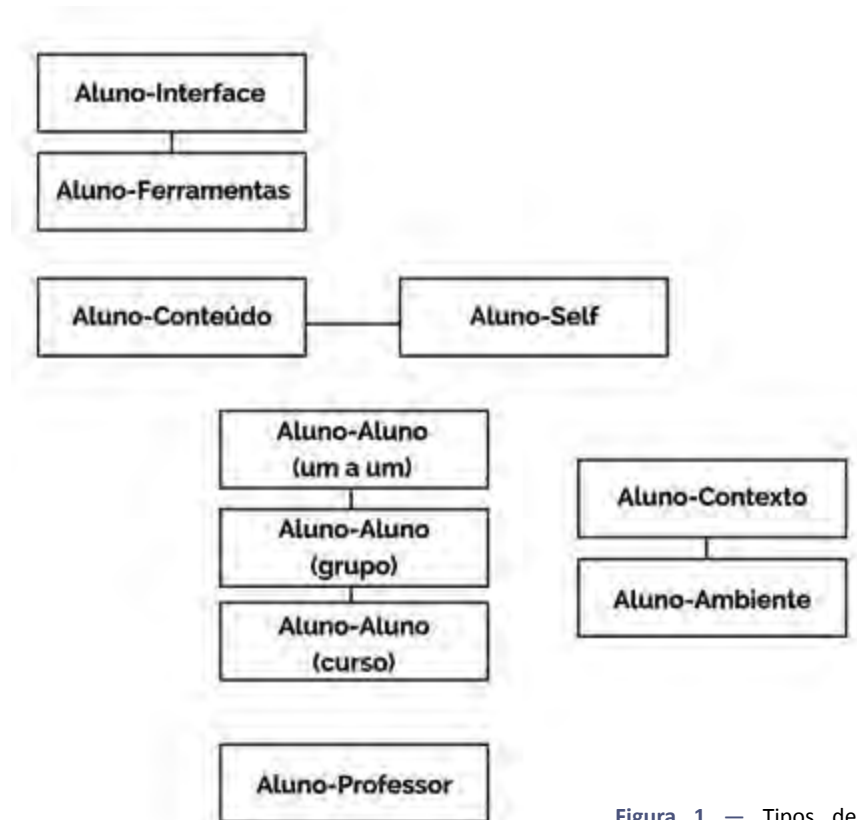 Aluno-Interface
Aluno-Ferramentas
Aluno-Conteúdo
Aluno-Self
Aluno-Aluno
(um a um)
Aluno-Aluno
(grupo)
Aluno-Aluno
(curso)
Aluno-Contexto
Aluno-Ambiente
Aluno-Professor
Figura 1 — Tipos de